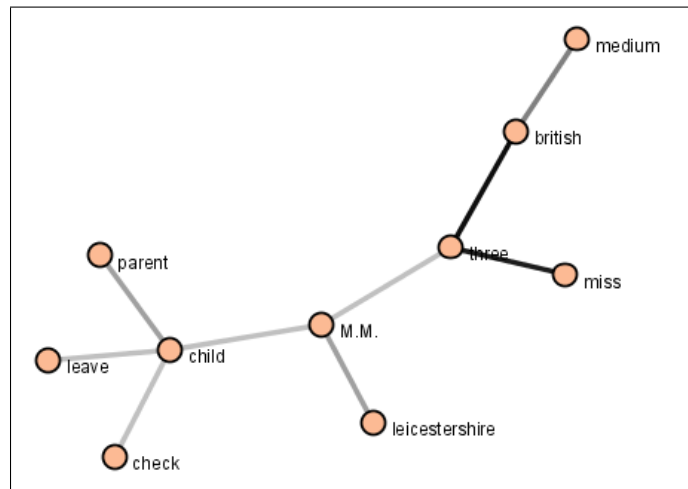 medium
british
three
parent
miss
M.M.
child
leave
leicestershire
check